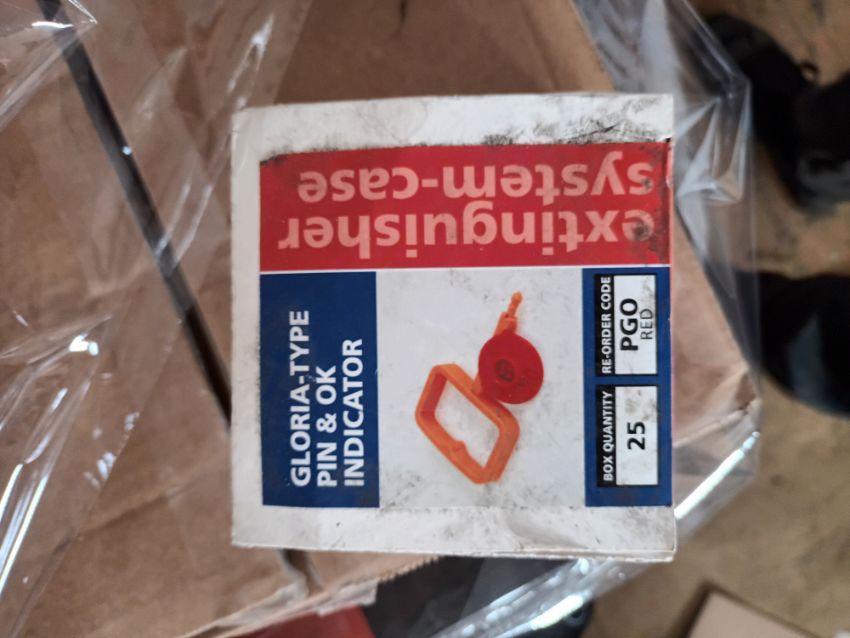 extinguisher
system-case
GLORIA-TYPE
PIN & OK
INDICATOR
BOX QUANTITY
25
RE-ORDER CODE
PGO
RED